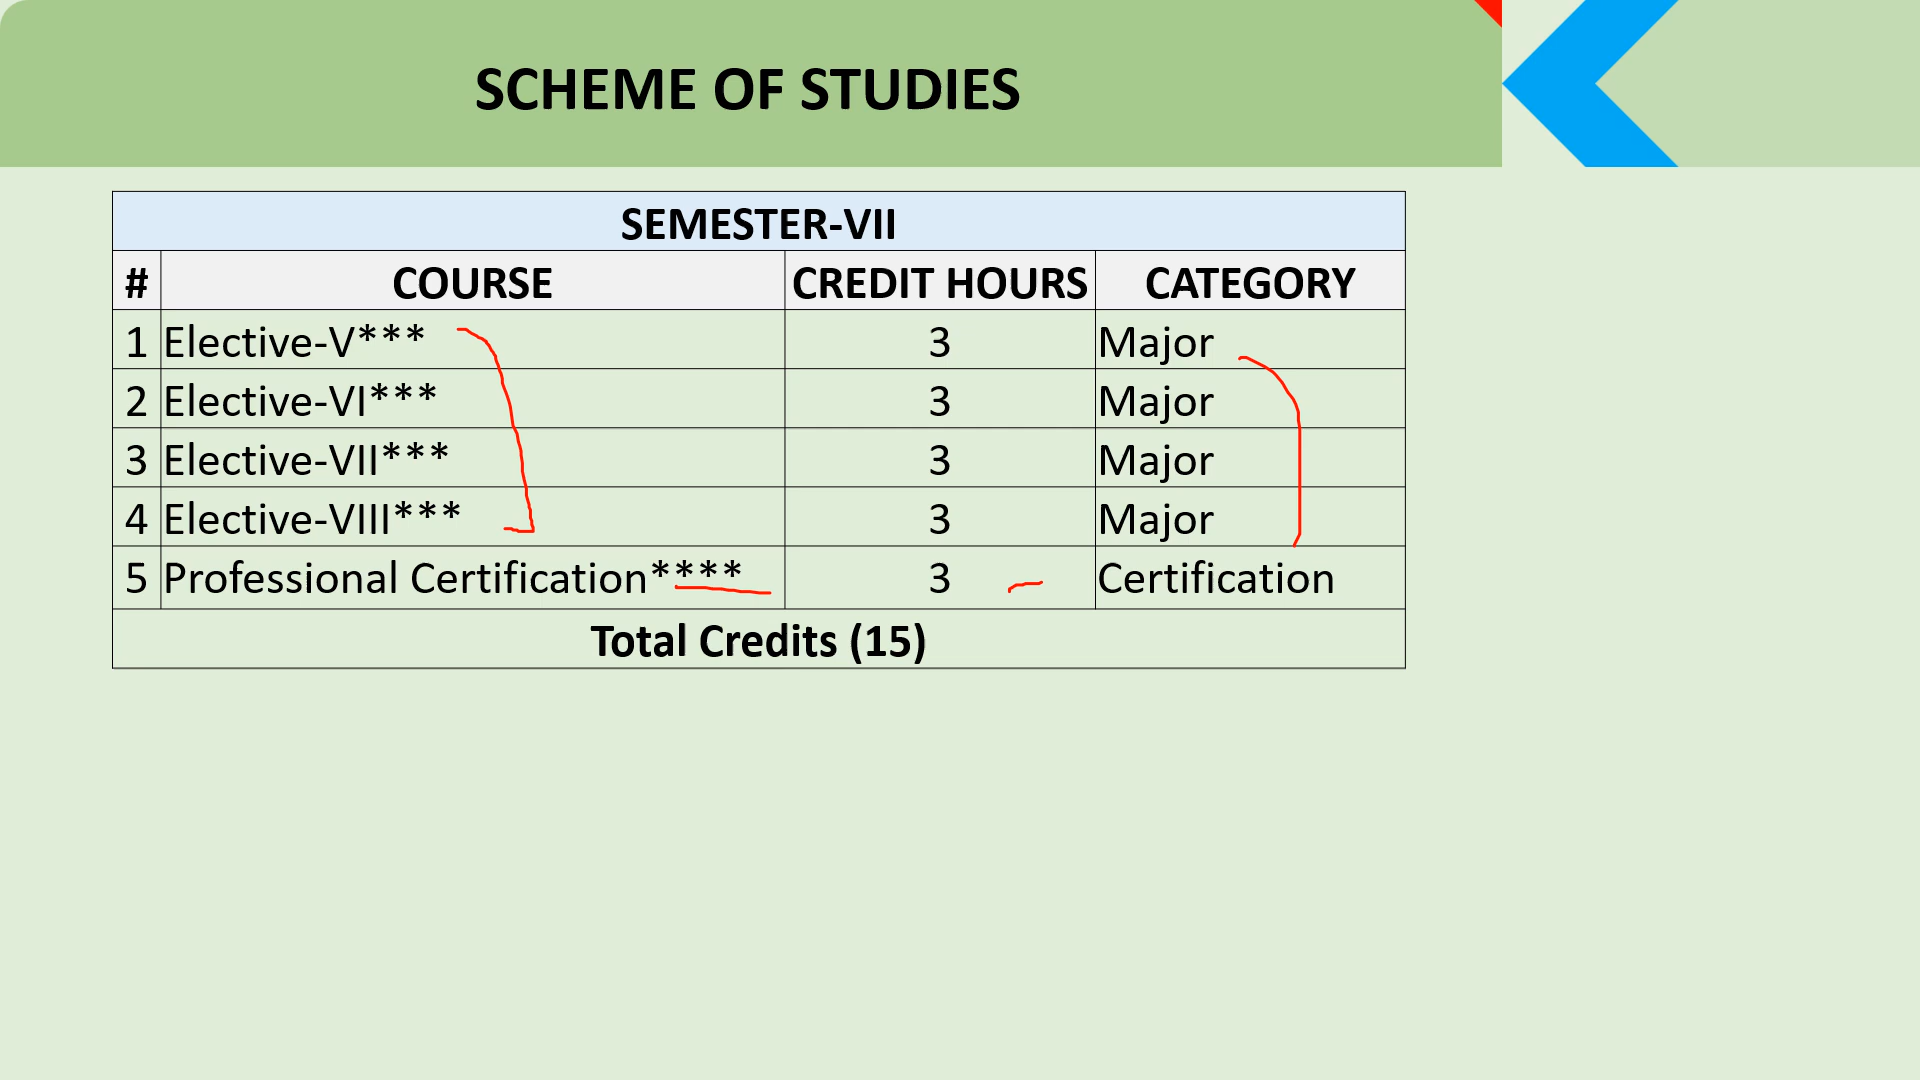 SCHEME OF STUDIES
SEMESTER-VII
# COURSE CREDIT HOURS CATEGORY
1 Elective-V*** 3 Major
2 Elective-VI*** 3 Major
3 Elective-VII*** 3 Major
4 Elective-VIII*** 3 Major
5 Professional Certification**** 3 Certification
Total Credits (15)